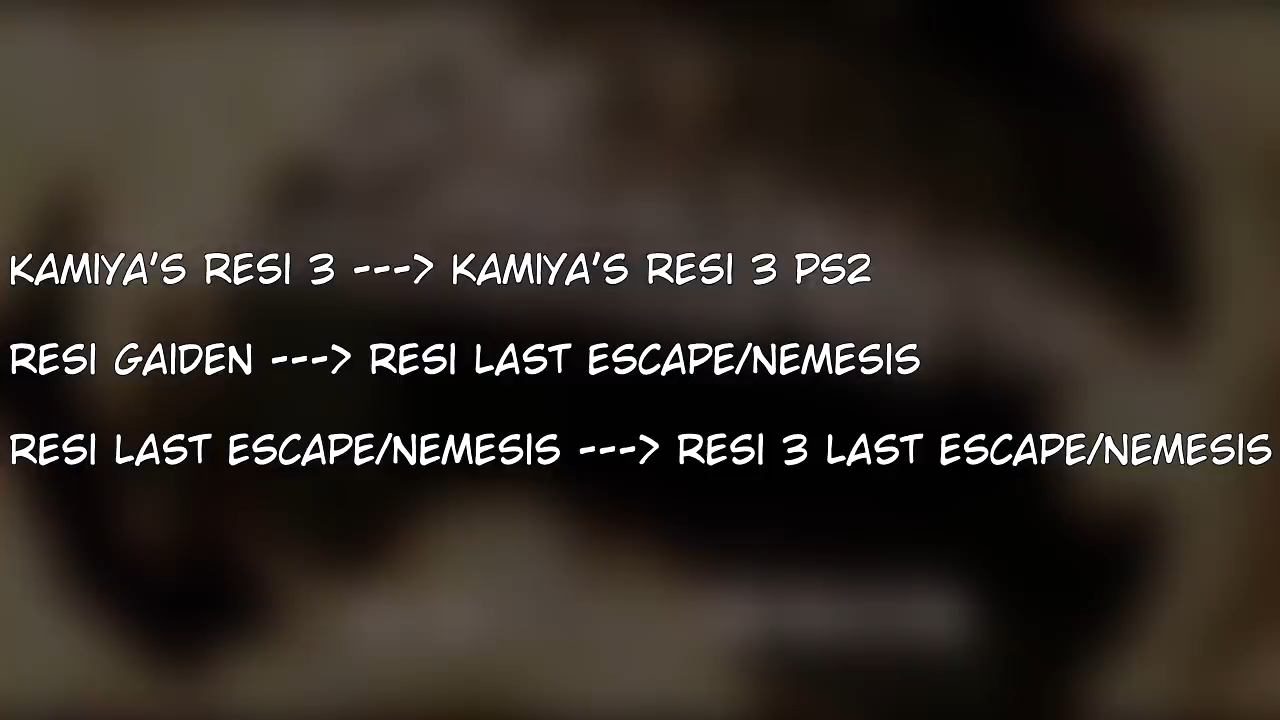 KAMIYA'S RESI 3 ---> KAMIYA'S RESI 3 PS2
RESI GAIDEN ---> RESI LAST ESCAPE/NEMESIS
RESI LAST ESCAPE/NEMESIS ---> RESI 3 LAST ESCAPE/NEMESIS